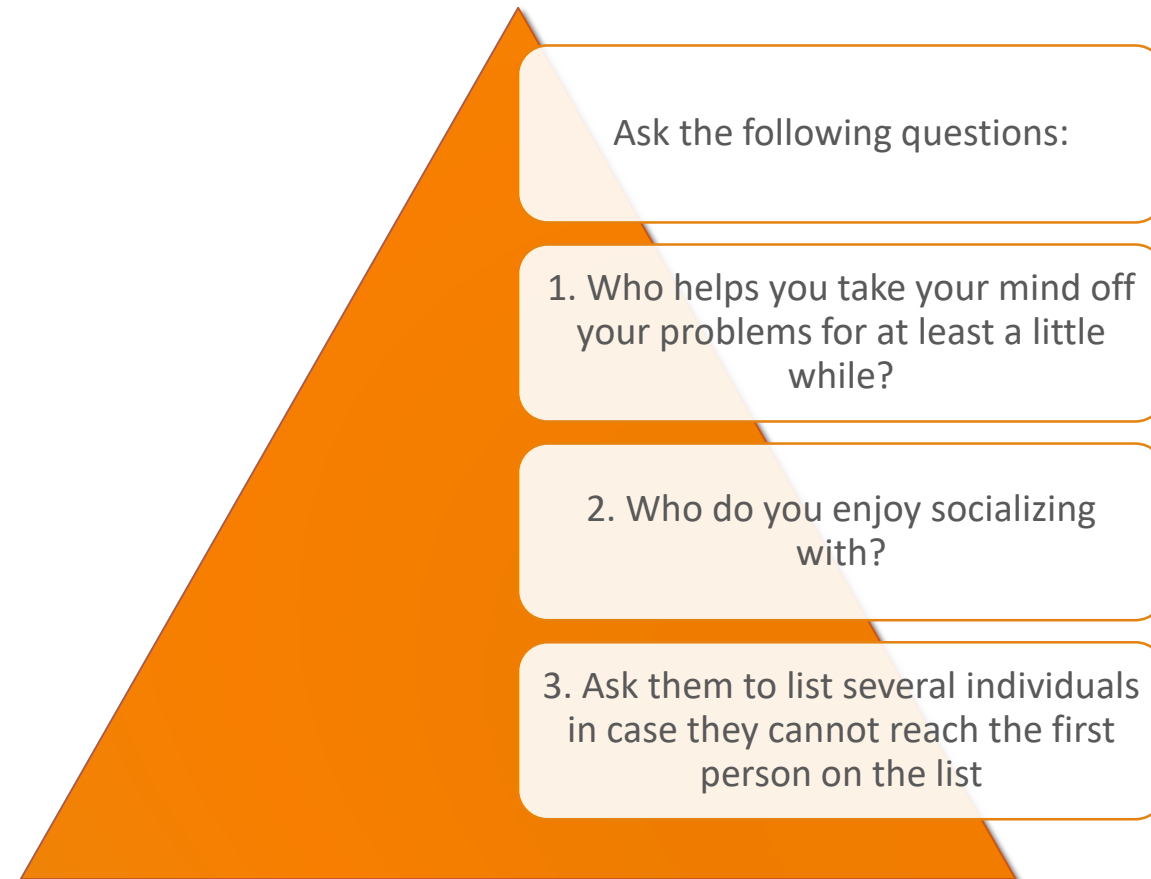 Ask the following questions:
1. Who helps you take your mind off
your problems for at least a little
while?
2. Who do you enjoy socializing
with?
3. Ask them to list several individuals
in case they cannot reach the first
person on the list